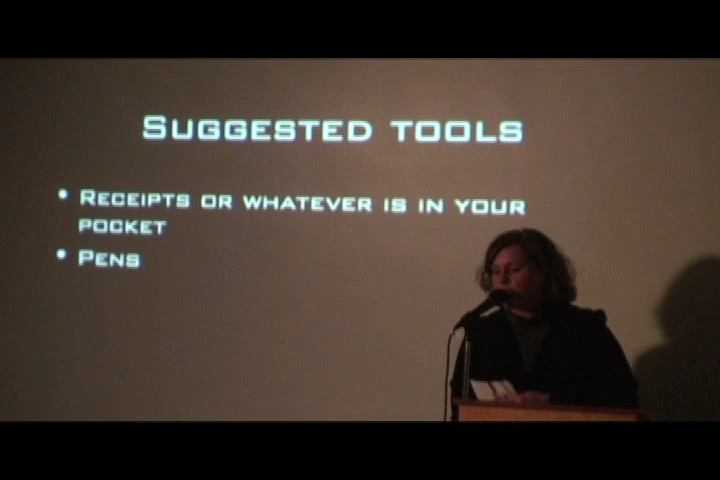 Suggested tools
• Receipts or whatever is in your
pocket
• Pens